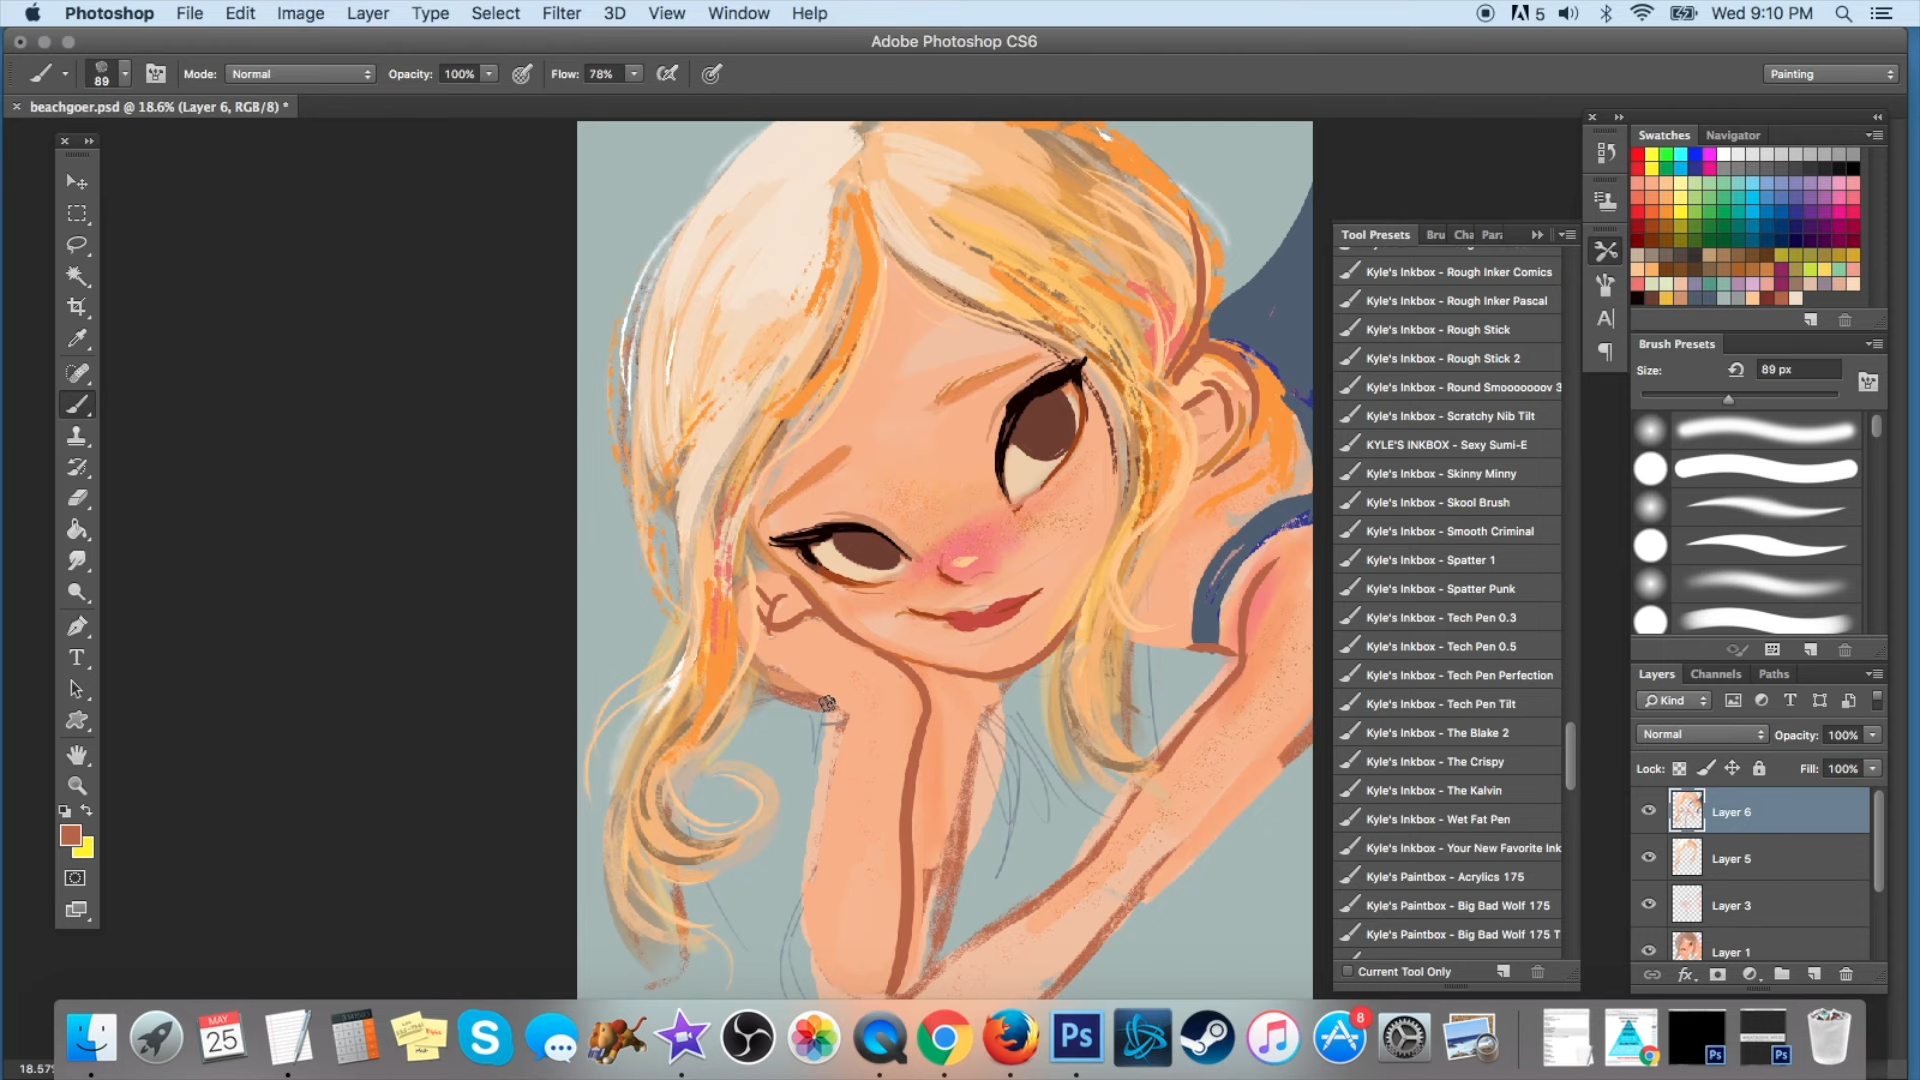 Photoshop File Edit Image Layer Type Select Filter 3D View Window Help 5 Wed 9:10 PM
Adobe Photoshop CS6
89 Mode: Normal Opacity: 100% Flow: 78% Painting
beachgoer.psd @ 18.6% (Layer 6, RGB/8) *
Swatches Navigator
Tool Presets Bru Cha Para
Kyle's Inkbox - Rough Inker Comics
Kyle's Inkbox - Rough Inker Pascal
Kyle's Inkbox - Rough Stick
Kyle's Inkbox - Rough Stick 2
Kyle's Inkbox - Round Smooooooov 3
Kyle's Inkbox - Scratchy Nib Tilt
KYLE'S INKBOX - Sexy Sumi-E
Kyle's Inkbox - Skinny Minny
Kyle's Inkbox - Skool Brush
Kyle's Inkbox - Smooth Criminal
Kyle's Inkbox - Spatter 1
Kyle's Inkbox - Spatter Punk
Kyle's Inkbox - Tech Pen 0.3
Kyle's Inkbox - Tech Pen 0.5
Kyle's Inkbox - Tech Pen Perfection
Kyle's Inkbox - Tech Pen Tilt
Kyle's Inkbox - The Blake 2
Kyle's Inkbox - The Crispy
Kyle's Inkbox - The Kalvin
Kyle's Inkbox - Wet Fat Pen
Kyle's Inkbox - Your New Favorite Ink
Kyle's Paintbox - Acrylics 175
Kyle's Paintbox - Big Bad Wolf 175
Kyle's Paintbox - Big Bad Wolf 175 T
Current Tool Only
Brush Presets
Size: 89 px
Layers Channels Paths
Kind
Normal Opacity: 100%
Lock: Fill: 100%
Layer 6
Layer 5
Layer 3
Layer 1
MAY
25
8
Ps
Ps
Ps